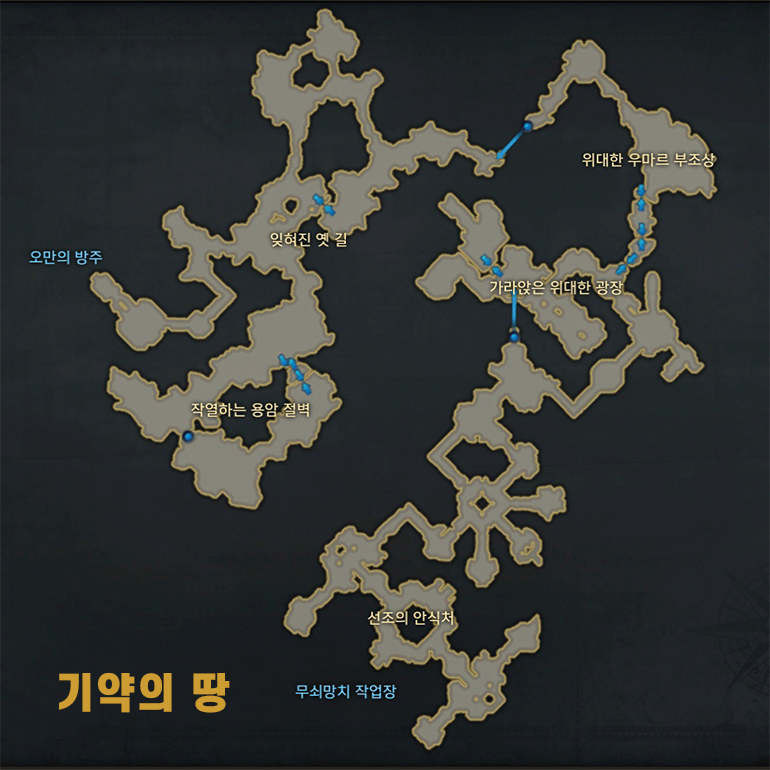 위대한 우마르 부조상
잊혀진 옛 길
오만의 방주
가라앉은 위대한 광장
작열하는 용암 절벽
선조의 안식처
무쇠망치 작업장
기약의 땅